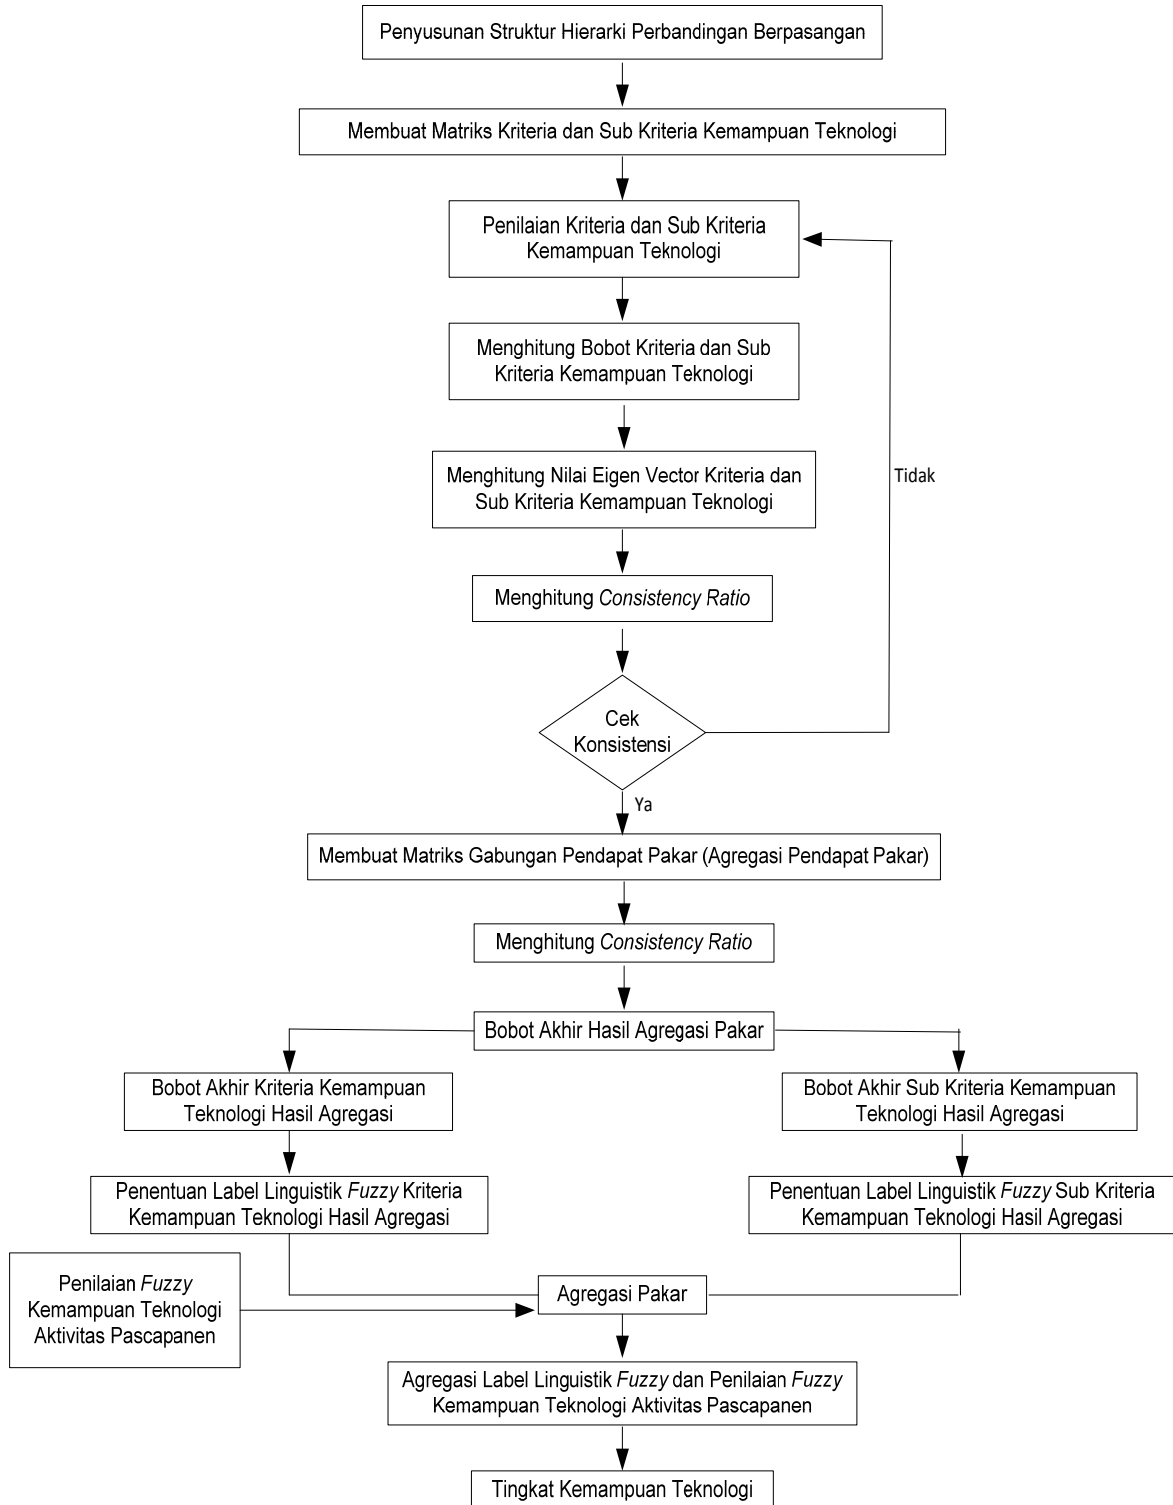 Penyusunan Struktur Hierarki Perbandingan Berpasangan
Membuat Matriks Kriteria dan Sub Kriteria Kemampuan Teknologi
Penilaian Kriteria dan Sub Kriteria
Kemampuan Teknologi
Menghitung Bobot Kriteria dan Sub
Kriteria Kemampuan Teknologi
Menghitung Nilai Eigen Vector Kriteria dan
Sub Kriteria Kemampuan Teknologi
Tidak
Menghitung Consistency Ratio
Cek
Konsistensi
Ya
Membuat Matriks Gabungan Pendapat Pakar (Agregasi Pendapat Pakar)
Menghitung Consistency Ratio
Bobot Akhir Hasil Agregasi Pakar
Bobot Akhir Kriteria Kemampuan
Teknologi Hasil Agregasi
Bobot Akhir Sub Kriteria Kemampuan
Teknologi Hasil Agregasi
Penentuan Label Linguistik Fuzzy Kriteria
Kemampuan Teknologi Hasil Agregasi
Penentuan Label Linguistik Fuzzy Sub Kriteria
Kemampuan Teknologi Hasil Agregasi
Penilaian Fuzzy
Kemampuan Teknologi
Aktivitas Pascapanen
Agregasi Pakar
Agregasi Label Linguistik Fuzzy dan Penilaian Fuzzy
Kemampuan Teknologi Aktivitas Pascapanen
Tingkat Kemampuan Teknologi